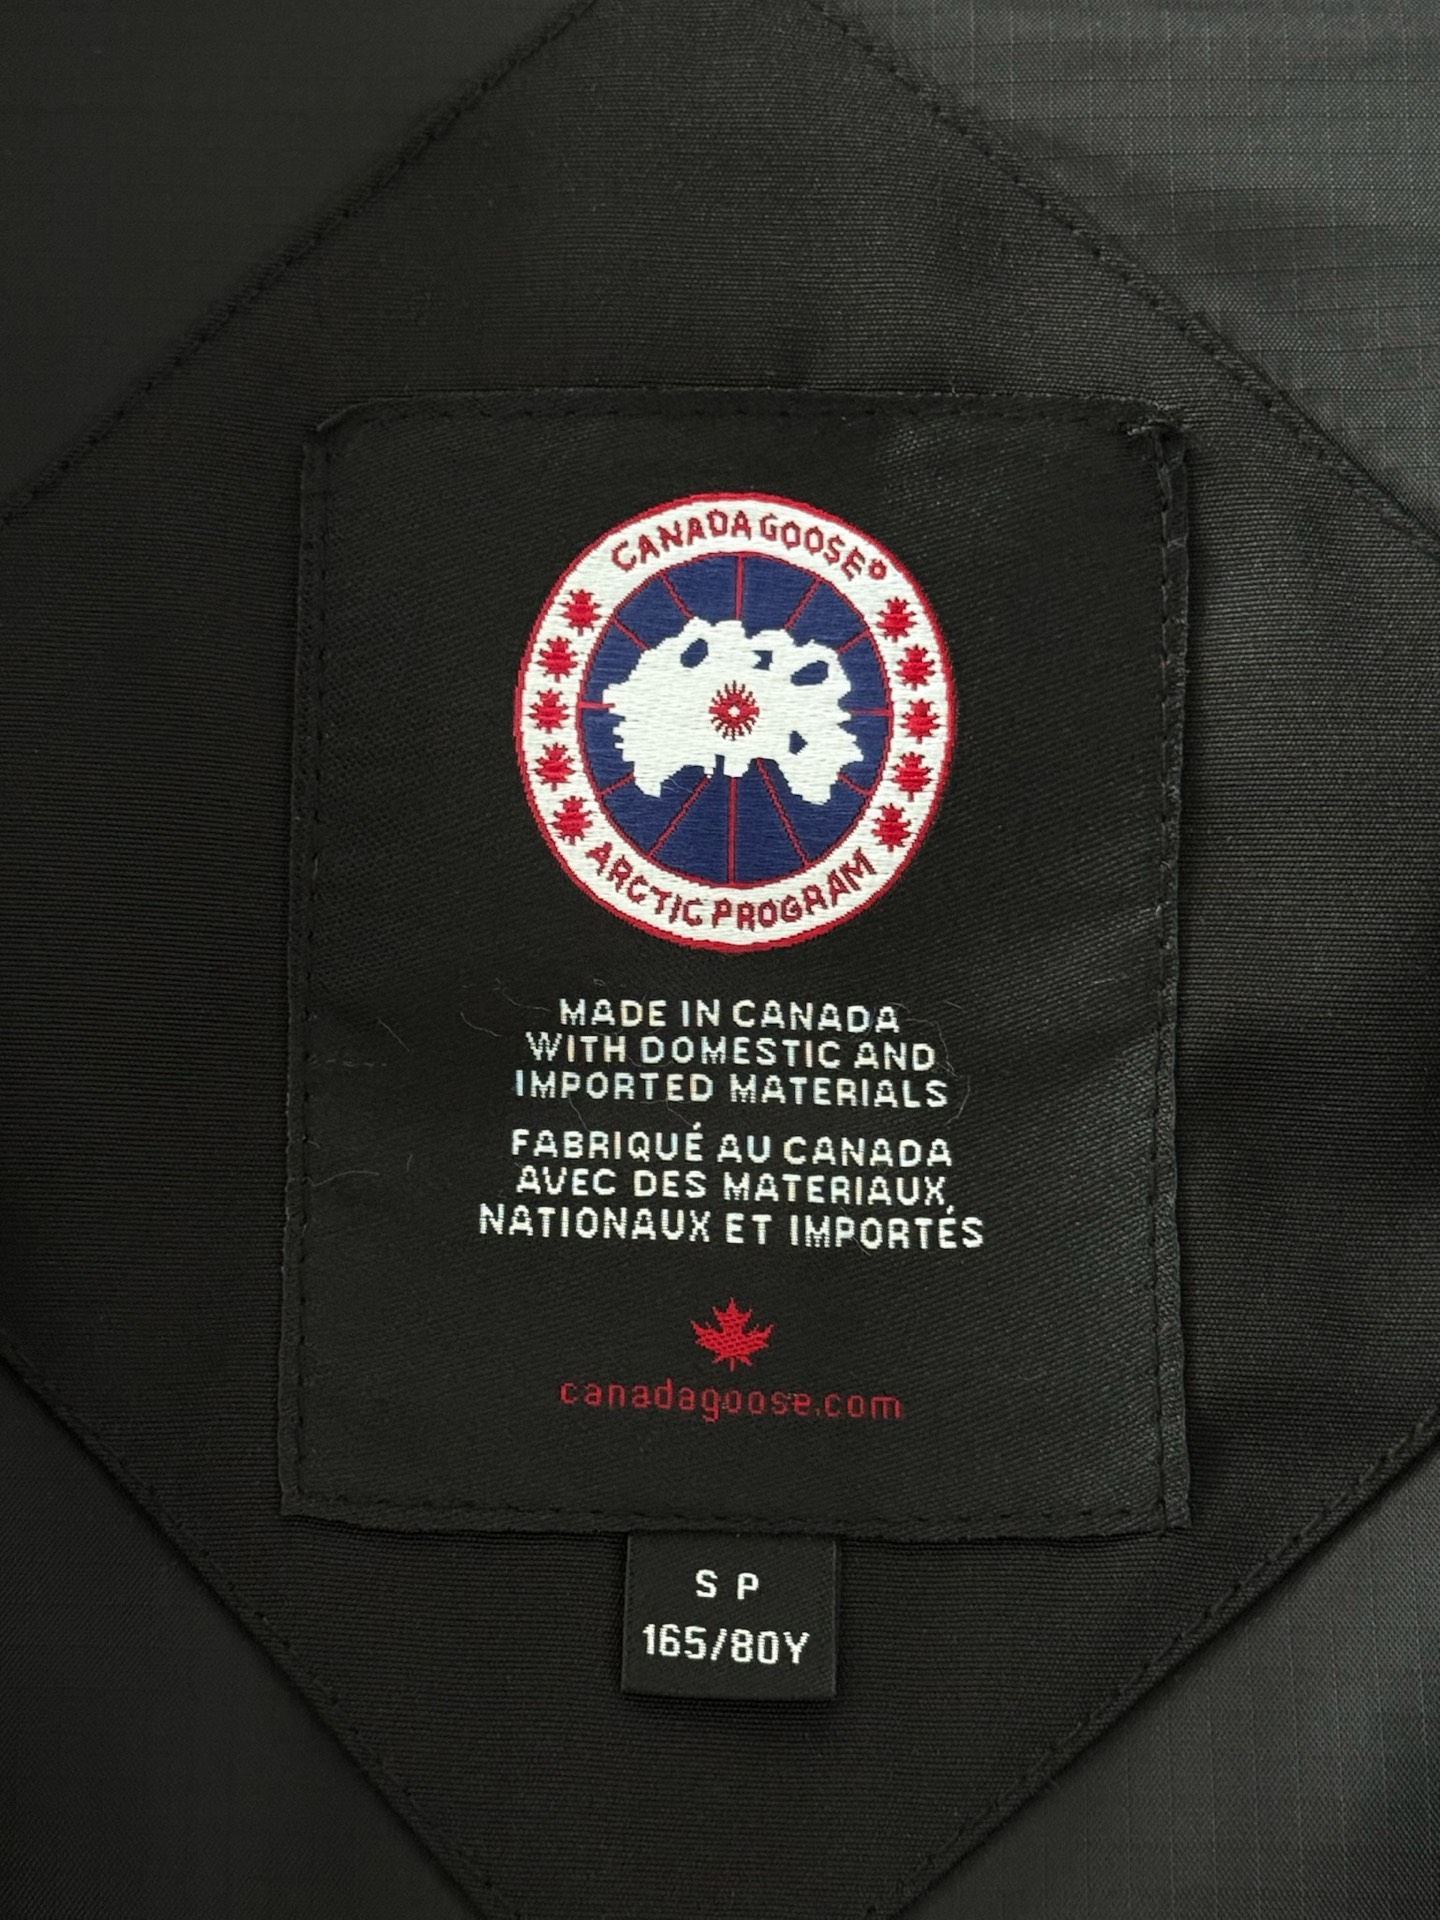 CANADA GOOSE®
ARCTIC PROGRAM
MADE IN CANADA
WITH DOMESTIC AND
IMPORTED MATERIALS
FABRIQUÉ AU CANADA
AVEC DES MATERIAUX
NATIONAUX ET IMPORTÉS
canadagoose.com
S P
165/80Y